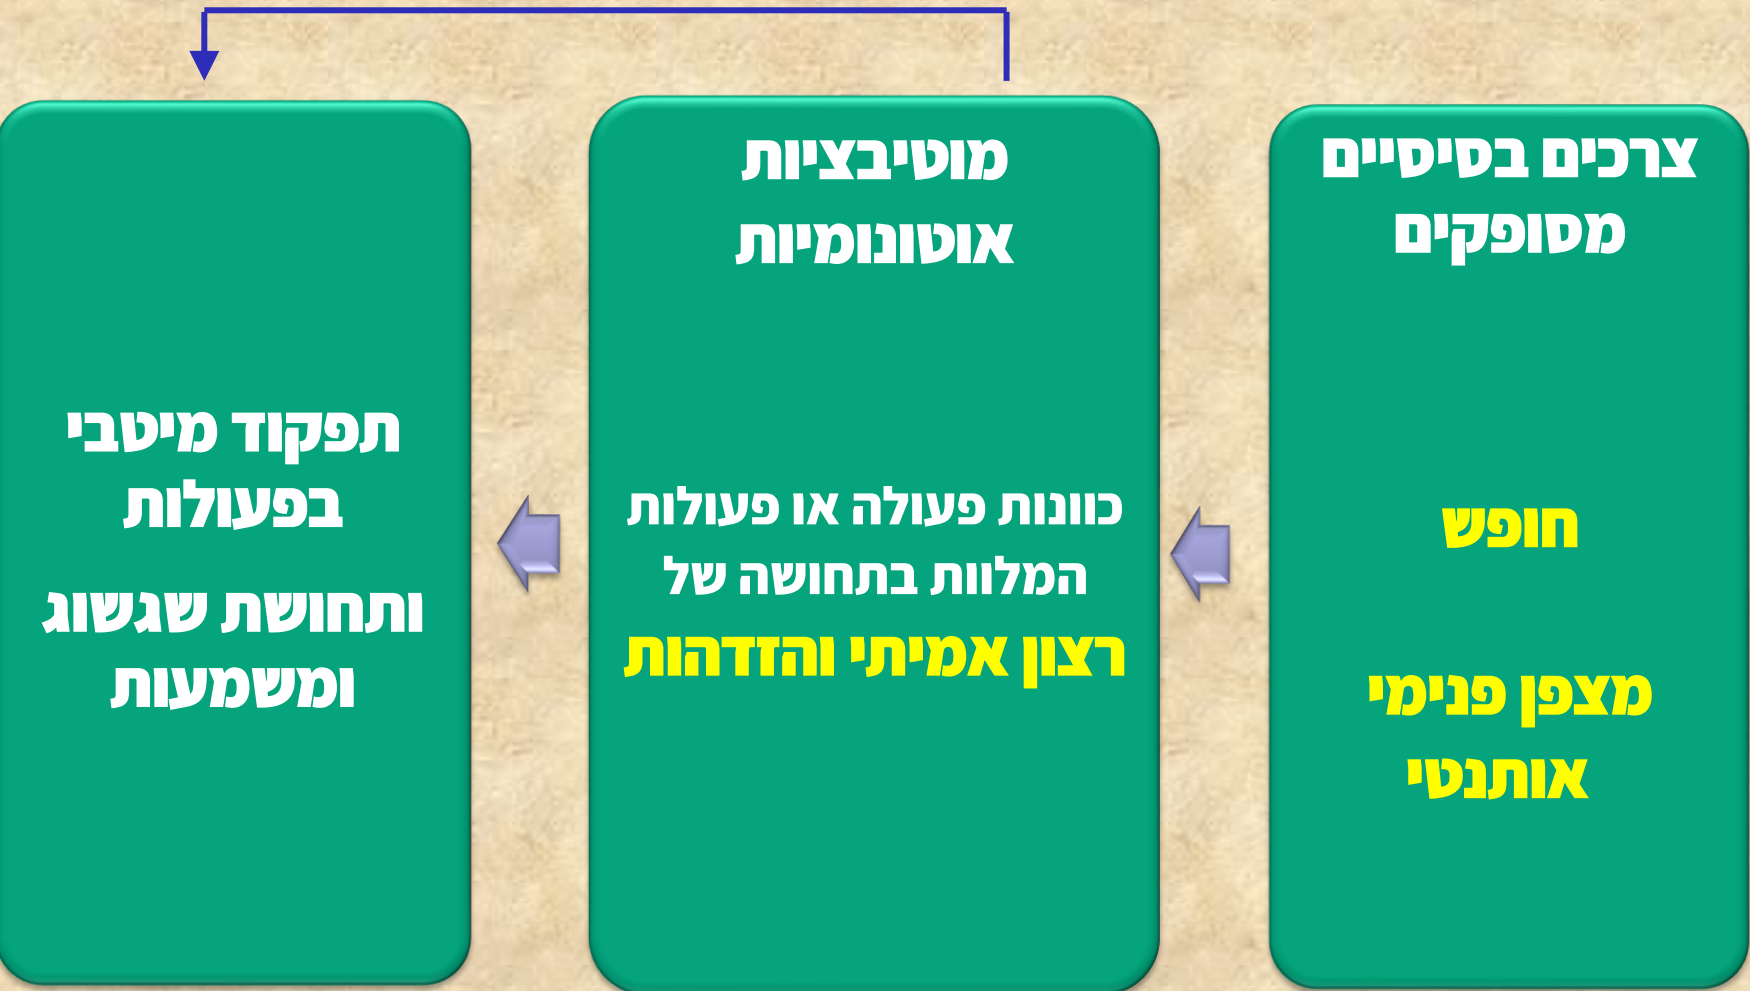 צרכים בסיסיים
מסופקים
חופש
מצפן פנימי
אותנטי
מוטיבציות
אוטונומיות
כוונות פעולה או פעולות
המלוות בתחושה של
רצון אמיתי והזדהות
תפקוד מיטבי
בפעולות
ותחושת שגשוג
ומשמעות